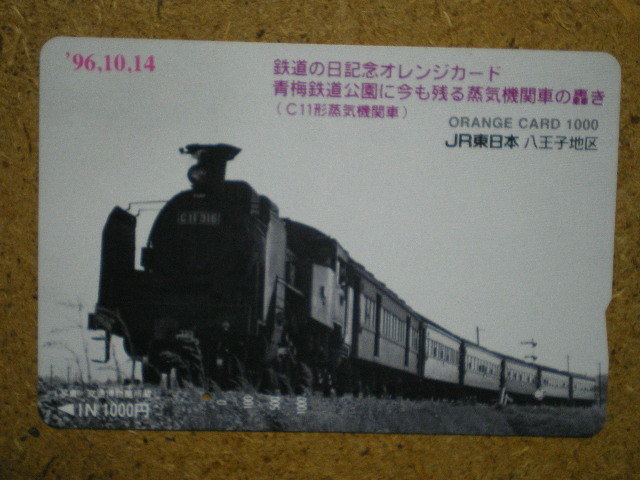 '96,10,14
鉄道の日記念オレンジカード
青梅鉄道公園に今も残る蒸気機関車の轟き
(C11形蒸気機関車)
ORANGE CARD 1000
JR東日本 八王子地区
C11 316
◀IN 1000円
0